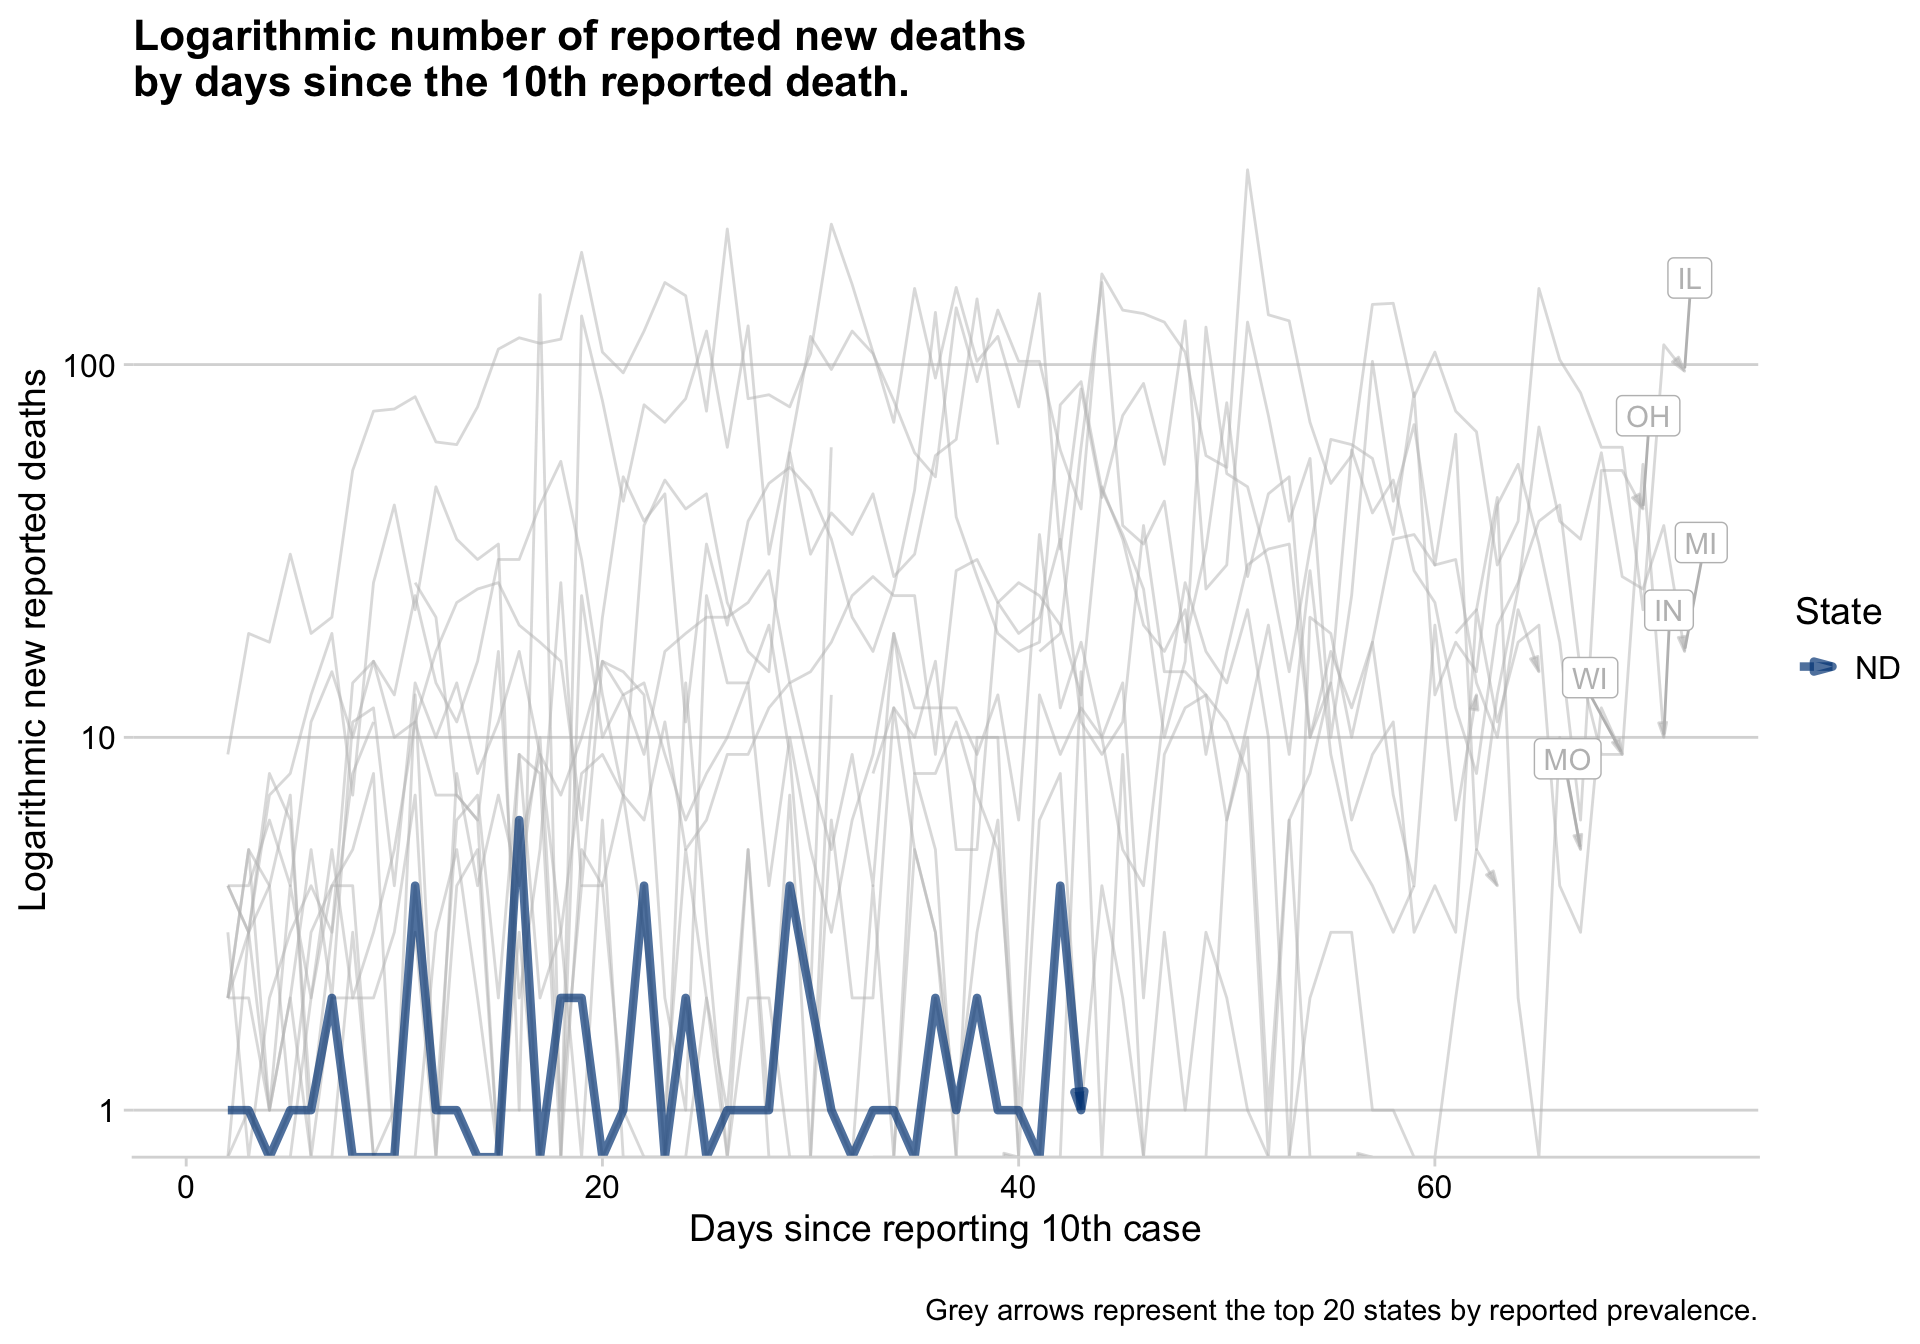 Logarithmic number of reported new deaths
by days since the 10th reported death.
Logarithmic new reported deaths
100
10
1
IL
OH
MI
IN
WI
MO
State
ND
0
20
40
60
Days since reporting 10th case
Grey arrows represent the top 20 states by reported prevalence.